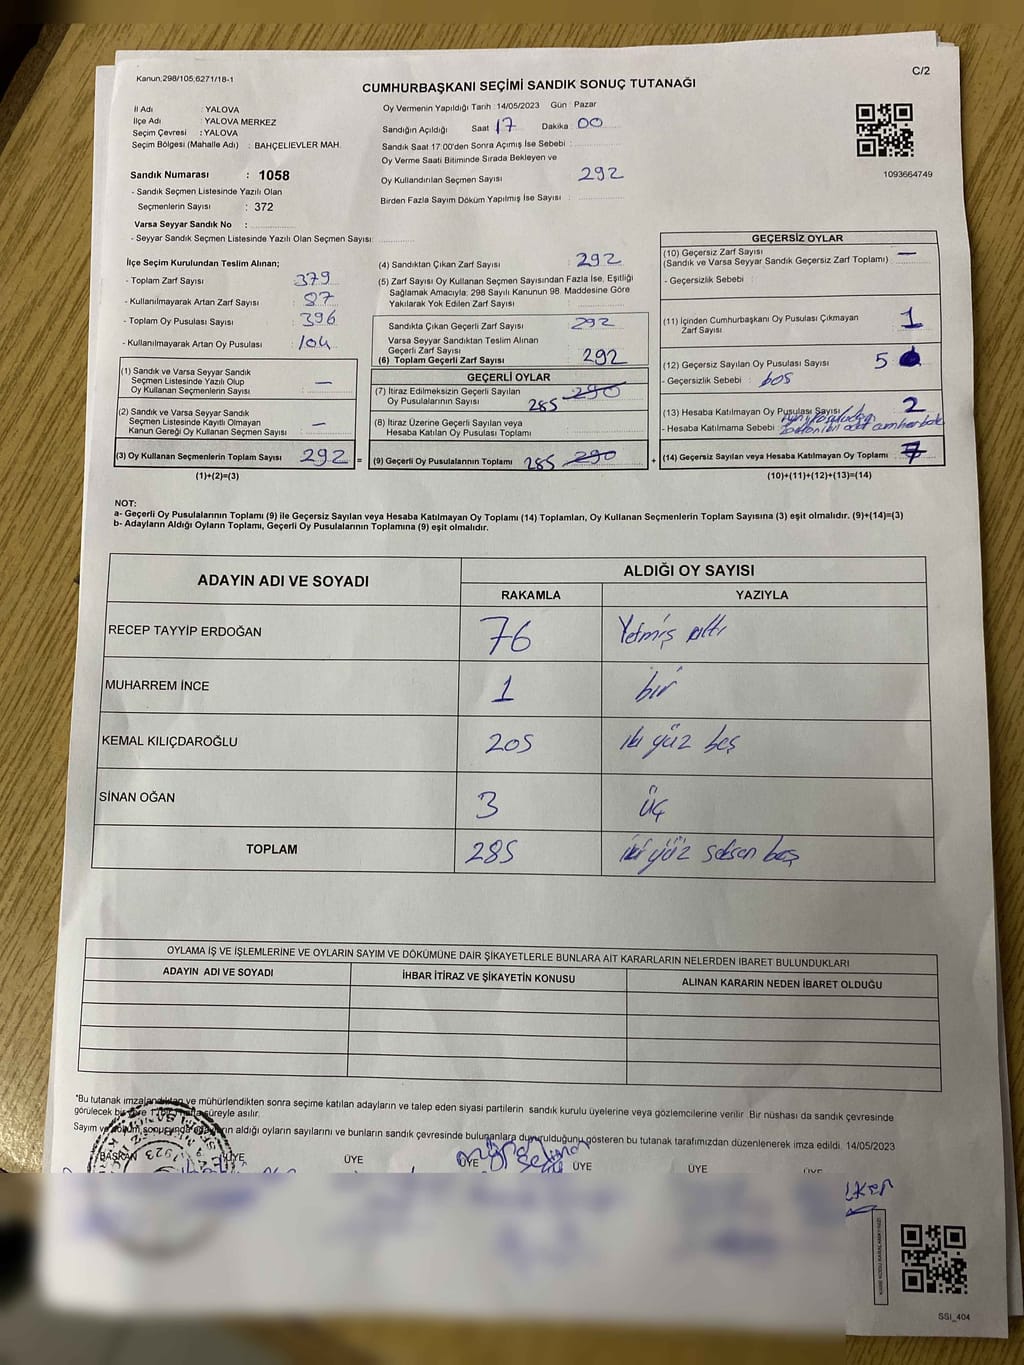 Kanun:298/105,6271/18-1
C/2
CUMHURBAŞKANI SEÇİMİ SANDIK SONUÇ TUTANAĞI
İl Adı : YALOVA
İlçe Adı : YALOVA MERKEZ
Seçim Çevresi : YALOVA
Seçim Bölgesi (Mahalle Adı) : BAHÇELİEVLER MAH.
Sandık Numarası : 1058
- Sandık Seçmen Listesinde Yazılı Olan
Seçmenlerin Sayısı : 372
Varsa Seyyar Sandık No :
- Seyyar Sandık Seçmen Listesinde Yazılı Olan Seçmen Sayısı:
Oy Vermenin Yapıldığı Tarih :14/05/2023 Gün : Pazar
Sandığın Açıldığı Saat 17 Dakika 00
Sandık Saat 17:00'den Sonra Açımış İse Sebebi :
Oy Verme Saati Bitiminde Sırada Bekleyen ve
Oy Kullandırılan Seçmen Sayısı 292
Birden Fazla Sayım Döküm Yapılmış İse Sayısı :
1093664749
İlçe Seçim Kurulundan Teslim Alınan;
- Toplam Zarf Sayısı 379
- Kullanılmayarak Artan Zarf Sayısı 87
- Toplam Oy Pusulası Sayısı 396
- Kullanılmayarak Artan Oy Pusulası 104
(1) Sandık ve Varsa Seyyar Sandık
Seçmen Listesinde Yazılı Olup
Oy Kullanan Seçmenlerin Sayısı —
(2) Sandık ve Varsa Seyyar Sandık
Seçmen Listesinde Kayıtlı Olmayan
Kanun Gereği Oy Kullanan Seçmen Sayısı —
(3) Oy Kullanan Seçmenlerin Toplam Sayısı 292 =
(1)+(2)=(3)
(4) Sandıktan Çıkan Zarf Sayısı 292
(5) Zarf Sayısı Oy Kullanan Seçmen Sayısından Fazla İse, Eşitliği
Sağlamak Amacıyla; 298 Sayılı Kanunun 98. Maddesine Göre
Yakılarak Yok Edilen Zarf Sayısı
Sandıkta Çıkan Geçerli Zarf Sayısı 292
Varsa Seyyar Sandıktan Teslim Alınan
Geçerli Zarf Sayısı
(6) Toplam Geçerli Zarf Sayısı 292
GEÇERLİ OYLAR
(7) İtiraz Edilmeksizin Geçerli Sayılan
Oy Pusulalarının Sayısı 285 290
(8) İtiraz Üzerine Geçerli Sayılan veya
Hesaba Katılan Oy Pusulası Toplamı
(9) Geçerli Oy Pusulalarının Toplamı 285 290 +
GEÇERSİZ OYLAR
(10) Geçersiz Zarf Sayısı —
(Sandık ve Varsa Seyyar Sandık Geçersiz Zarf Toplamı)
- Geçersizlik Sebebi :
(11) İçinden Cumhurbaşkanı Oy Pusulası Çıkmayan
Zarf Sayısı 1
(12) Geçersiz Sayılan Oy Pusulası Sayısı 5
- Geçersizlik Sebebi : boş
(13) Hesaba Katılmayan Oy Pusulası Sayısı 2
- Hesaba Katılmama Sebebi
(14) Geçersiz Sayılan veya Hesaba Katılmayan Oy Toplamı 7
(10)+(11)+(12)+(13)=(14)
NOT:
a- Geçerli Oy Pusulalarının Toplamı (9) ile Geçersiz Sayılan veya Hesaba Katılmayan Oy Toplamı (14) Toplamları, Oy Kullanan Seçmenlerin Toplam Sayısına (3) eşit olmalıdır. (9)+(14)=(3)
b- Adayların Aldığı Oyların Toplamı, Geçerli Oy Pusulalarının Toplamına (9) eşit olmalıdır.
ADAYIN ADI VE SOYADI
ALDIĞI OY SAYISI
RAKAMLA YAZIYLA
RECEP TAYYİP ERDOĞAN 76 Yetmiş altı
MUHARREM İNCE 1 bir
KEMAL KILIÇDAROĞLU 205 iki yüz beş
SİNAN OĞAN 3 üç
TOPLAM 285 iki yüz seksen beş
OYLAMA İŞ VE İŞLEMLERİNE VE OYLARIN SAYIM VE DÖKÜMÜNE DAİR ŞİKAYETLERLE BUNLARA AİT KARARLARIN NELERDEN İBARET BULUNDUKLARI
ADAYIN ADI VE SOYADI İHBAR İTİRAZ VE ŞİKAYETİN KONUSU ALINAN KARARIN NEDEN İBARET OLDUĞU
"Bu tutanak imzalandıktan ve mühürlendikten sonra seçime katılan adayların ve talep eden siyasi partilerin sandık kurulu üyelerine veya gözlemcilerine verilir. Bir nüshası da sandık çevresinde
görülecek bir yere 1 hafta süreyle asılır.
Sayım ve döküm sonucunda adayların aldığı oyların sayılarını ve bunların sandık çevresinde bulunanlara duyurulduğunu gösteren bu tutanak tarafımızdan düzenlenerek imza edildi. 14/05/2023
BAŞKAN ÜYE ÜYE ÜYE ÜYE ÜYE ÜYE
SSI_404